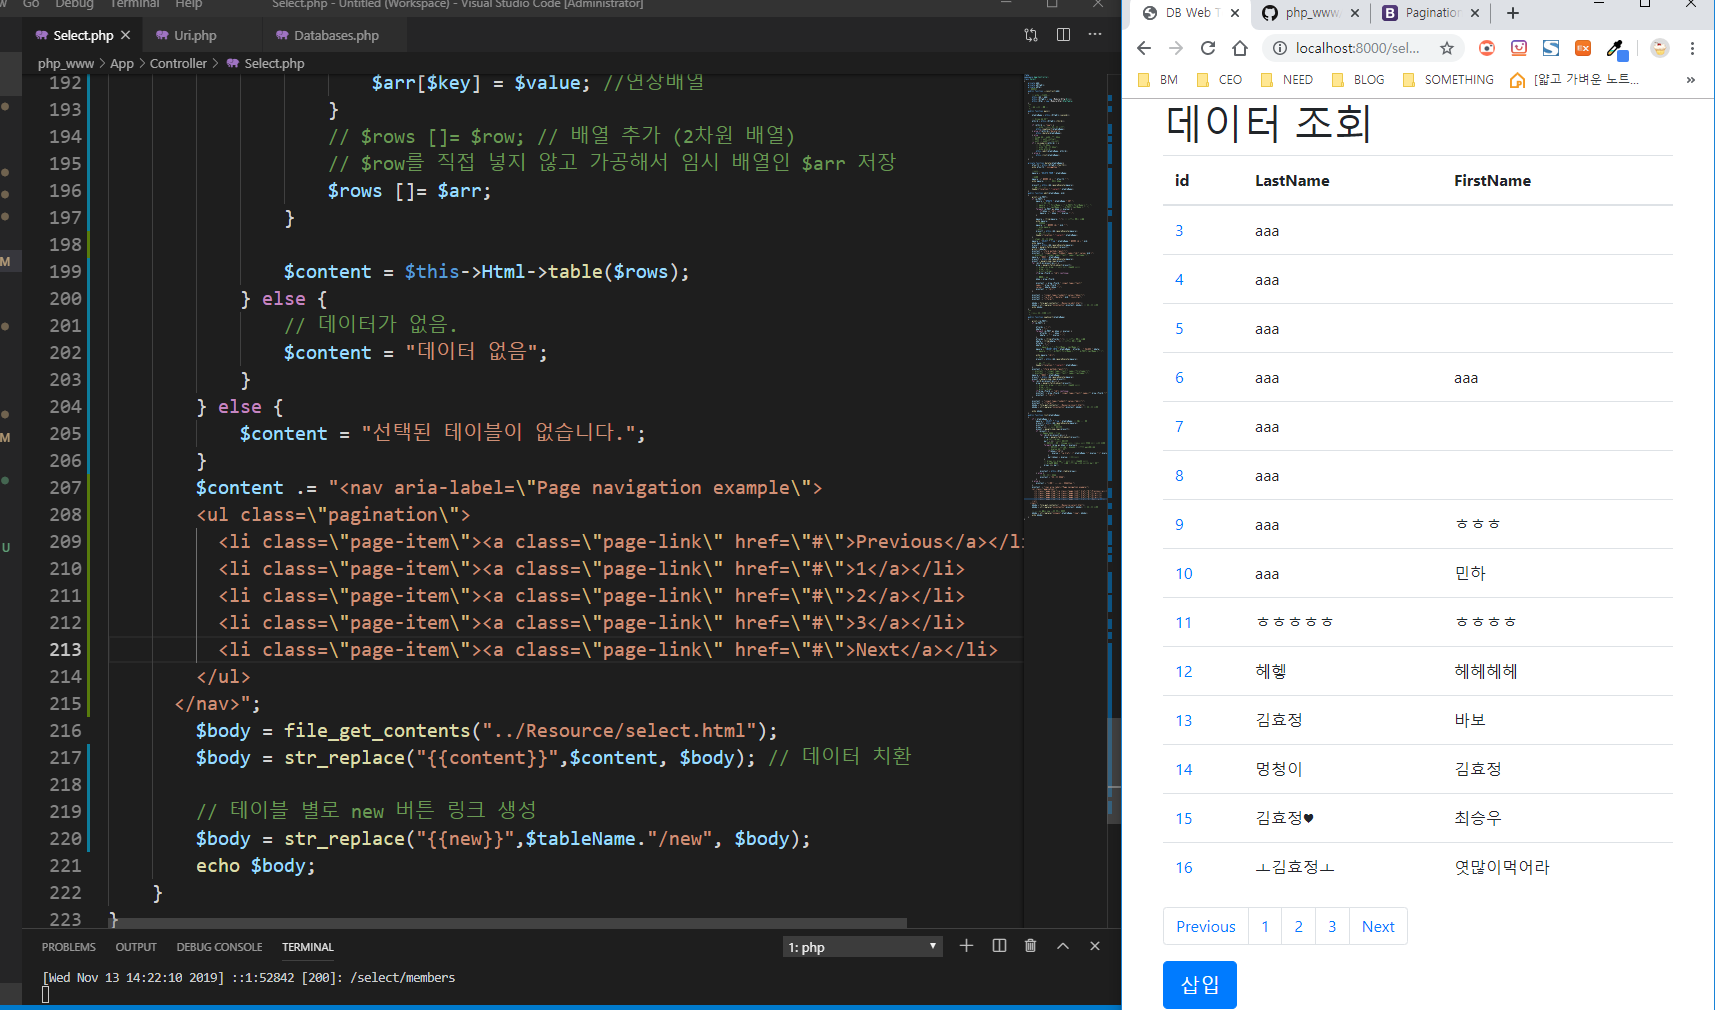 Go Debug Terminal Help
Select.php - Untitled (Workspace) - Visual Studio Code [Administrator]
Select.php Uri.php Databases.php
php_www > App > Controller > Select.php
192 $arr[$key] = $value; //연상배열
193 }
194 // $rows []= $row; // 배열 추가 (2차원 배열)
195 // $row를 직접 넣지 않고 가공해서 임시 배열인 $arr 저장
196 $rows []= $arr;
197 }
198
199 $content = $this->Html->table($rows);
200 } else {
201 // 데이터가 없음.
202 $content = "데이터 없음";
203 }
204 } else {
205 $content = "선택된 테이블이 없습니다.";
206 }
207 $content .= "<nav aria-label=\"Page navigation example\">
208 <ul class=\"pagination\">
209 <li class=\"page-item\"><a class=\"page-link\" href=\"#\">Previous</a></li
210 <li class=\"page-item\"><a class=\"page-link\" href=\"#\">1</a></li>
211 <li class=\"page-item\"><a class=\"page-link\" href=\"#\">2</a></li>
212 <li class=\"page-item\"><a class=\"page-link\" href=\"#\">3</a></li>
213 <li class=\"page-item\"><a class=\"page-link\" href=\"#\">Next</a></li>
214 </ul>
215 </nav>";
216 $body = file_get_contents("../Resource/select.html");
217 $body = str_replace("{{content}}",$content, $body); // 데이터 치환
218
219 // 테이블 별로 new 버튼 링크 생성
220 $body = str_replace("{{new}}",$tableName."/new", $body);
221 echo $body;
222 }
223 }
M
M
U
PROBLEMS OUTPUT DEBUG CONSOLE TERMINAL 1: php
[Wed Nov 13 14:22:10 2019] ::1:52842 [200]: /select/members
DB Web T php_www Pagination
localhost:8000/sel...
BM CEO NEED BLOG SOMETHING [얇고 가벼운 노트... »
데이터 조회
id LastName FirstName
3 aaa
4 aaa
5 aaa
6 aaa aaa
7 aaa
8 aaa
9 aaa ㅎㅎㅎ
10 aaa 민하
11 ㅎㅎㅎㅎㅎ ㅎㅎㅎㅎ
12 헤헿 헤헤헤헤
13 김효정 바보
14 멍청이 김효정
15 김효정♥ 최승우
16 ㅗ김효정ㅗ 엿많이먹어라
Previous 1 2 3 Next
삽입